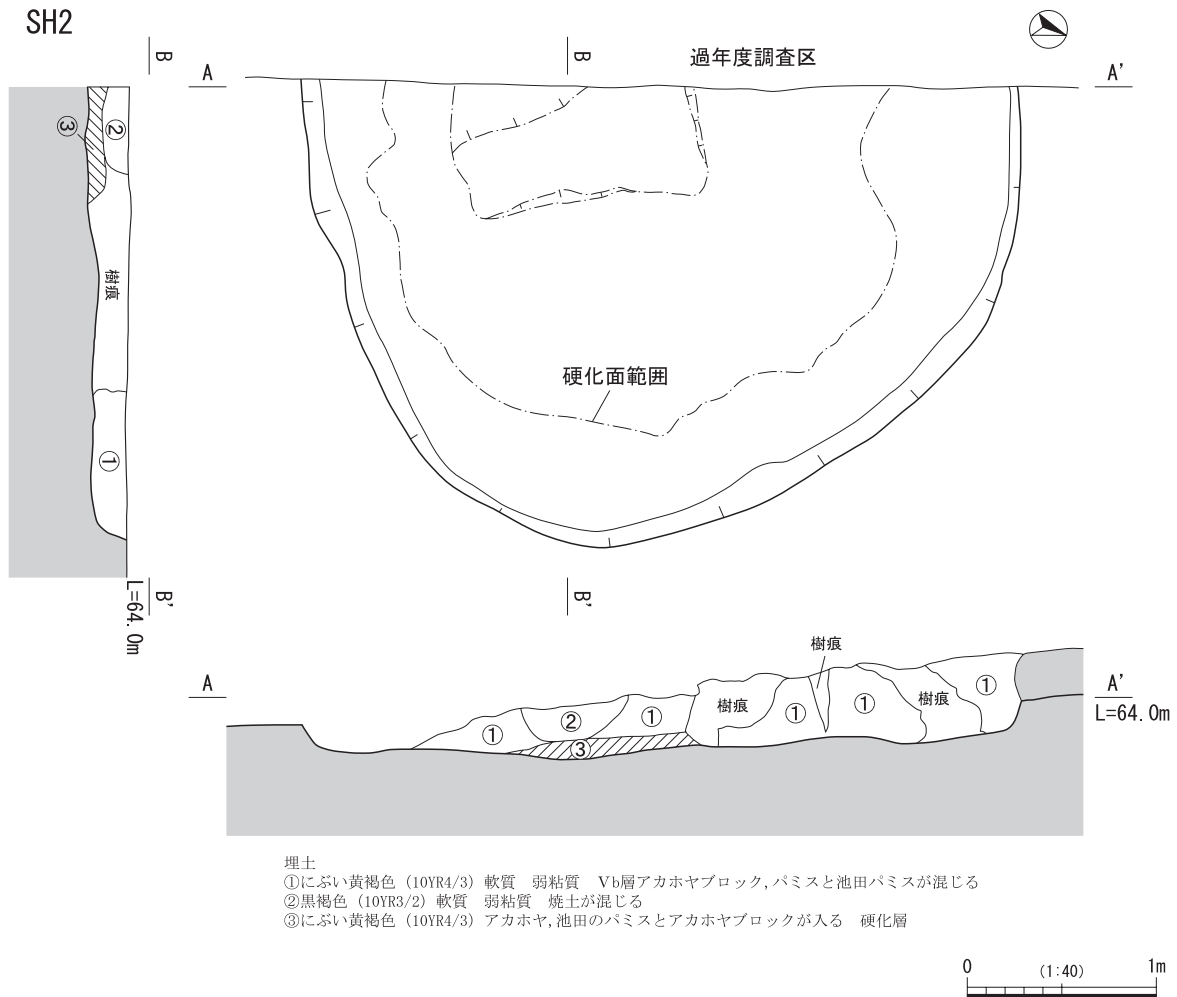 SH2
B
B
過年度調査区
A
A'
③
②
樹痕
①
硬化面範囲
L=64.0m
B'
B'
樹痕
A
A'
L=64.0m
樹痕
樹痕
①
②
①
①
①
①
③
埋土
①にぶい黄褐色（10YR4/3）軟質　弱粘質　Ⅴb層アカホヤブロック,パミスと池田パミスが混じる
②黒褐色（10YR3/2）軟質　弱粘質　焼土が混じる
③にぶい黄褐色（10YR4/3）アカホヤ,池田のパミスとアカホヤブロックが入る　硬化層
0
(1:40)
1m